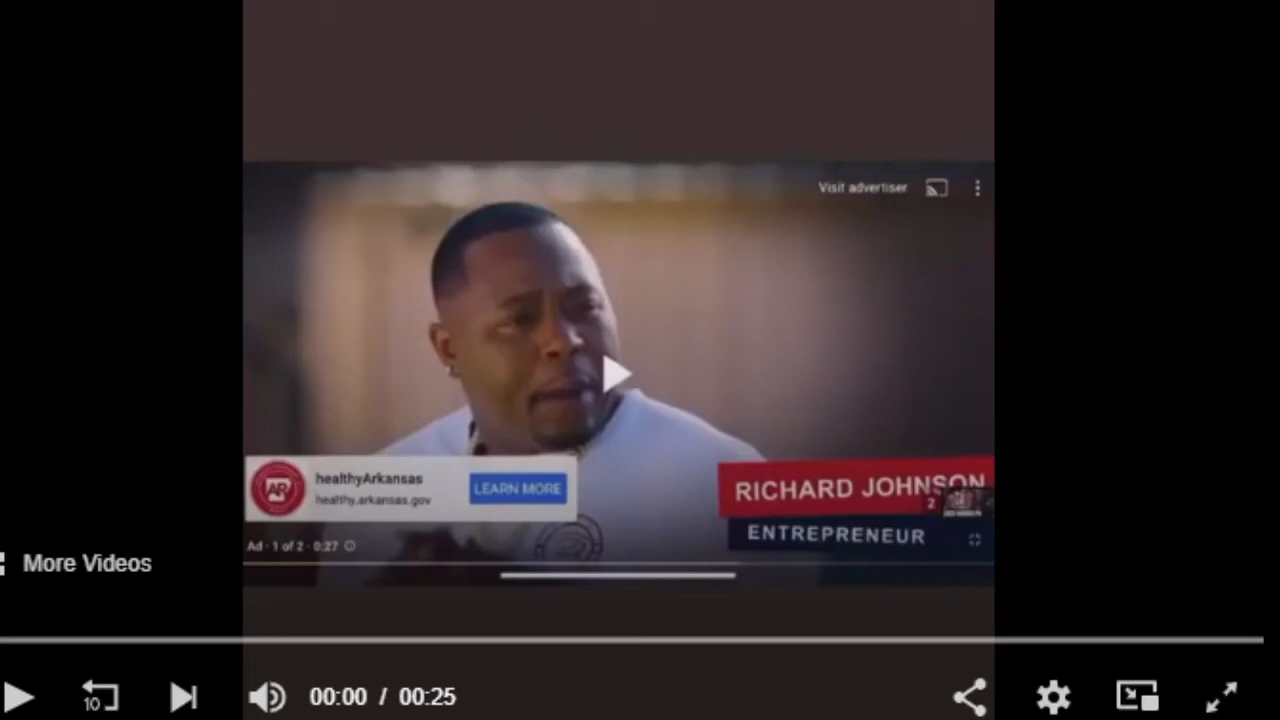 Visit advertiser
healthyArkansas
healthy.arkansas.gov
LEARN MORE
AR
RICHARD JOHNSON
2
ENTREPRENEUR
Ad · 1 of 2 · 0:27
More Videos
10
00:00 / 00:25